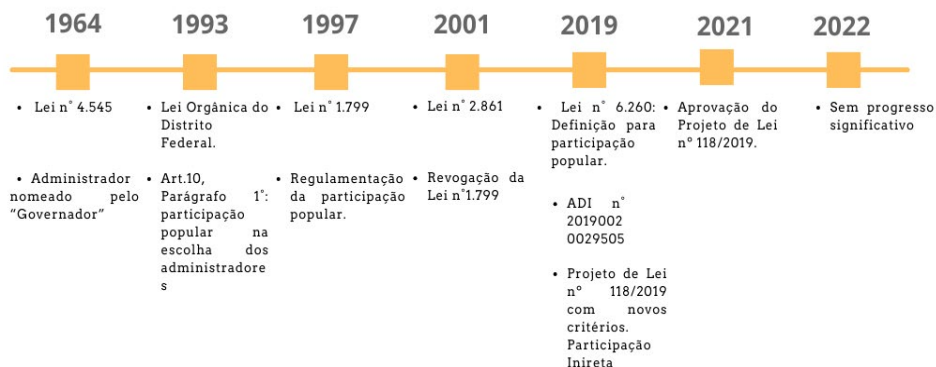 1964
1993
1997
2001
2019
2021
2022
• Lei n° 4.545
• Administrador
nomeado pelo
“Governador”
• Lei Orgânica do
Distrito
Federal.
• Art.10,
Parágrafo 1°:
participação
popular na
escolha dos
administradore
s
• Lei n° 1.799
• Regulamentação
da participação
popular.
• Lei n° 2.861
• Revogação da
Lei n°1.799
• Lei n° 6.260:
Definição para
participação
popular.
• ADI n°
2019002
0029505
• Projeto de Lei
nº 118/2019
com novos
critérios.
Participação
Inireta
• Aprovação do
Projeto de Lei
nº 118/2019.
• Sem progresso
significativo